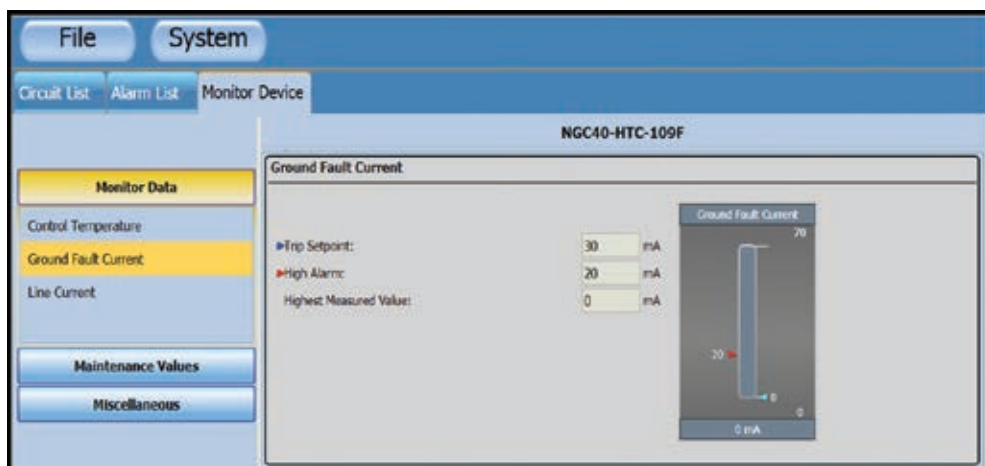 File System
Circuit List Alarm List Monitor Device
NGC40-HTC-109F
Monitor Data
Control Temperature
Ground Fault Current
Line Current
Maintenance Values
Miscellaneous
Ground Fault Current
Trip Setpoint: 30 mA
High Alarm: 20 mA
Highest Measured Value: 0 mA
Ground Fault Current
70
20
0
0
0 mA